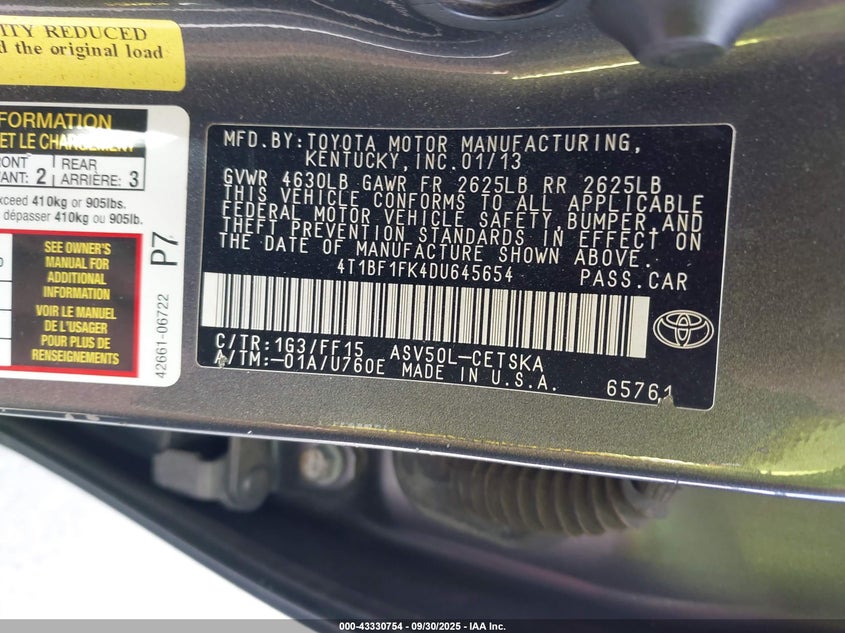 ITY REDUCED
d the original load
FORMATION
ET LE CHARGEMENT
RONT
REAR
VANT: 2
ARRIÈRE: 3
xceed 410kg or 905lbs.
s dépasser 410kg ou 905lb.
SEE OWNER'S
MANUAL FOR
ADDITIONAL
INFORMATION
VOIR LE MANUEL
DE L'USAGER
POUR PLUS DE
RENSEIGNEMENTS
P7
42661-06722
MFD.BY:TOYOTA MOTOR MANUFACTURING,
KENTUCKY,INC.01/13
GVWR 4630LB GAWR FR 2625LB RR 2625LB
THIS VEHICLE CONFORMS TO ALL APPLICABLE
FEDERAL MOTOR VEHICLE SAFETY,BUMPER,AND
THEFT PREVENTION STANDARDS IN EFFECT ON
THE DATE OF MANUFACTURE SHOWN ABOVE.
4T1BF1FK4DU645654 PASS.CAR
C/TR:1G3/FF15 ASV50L-CETSKA
A/TM:-01A/U760E MADE IN U.S.A.
65761
000-43330754 - 09/30/2025 - IAA Inc.